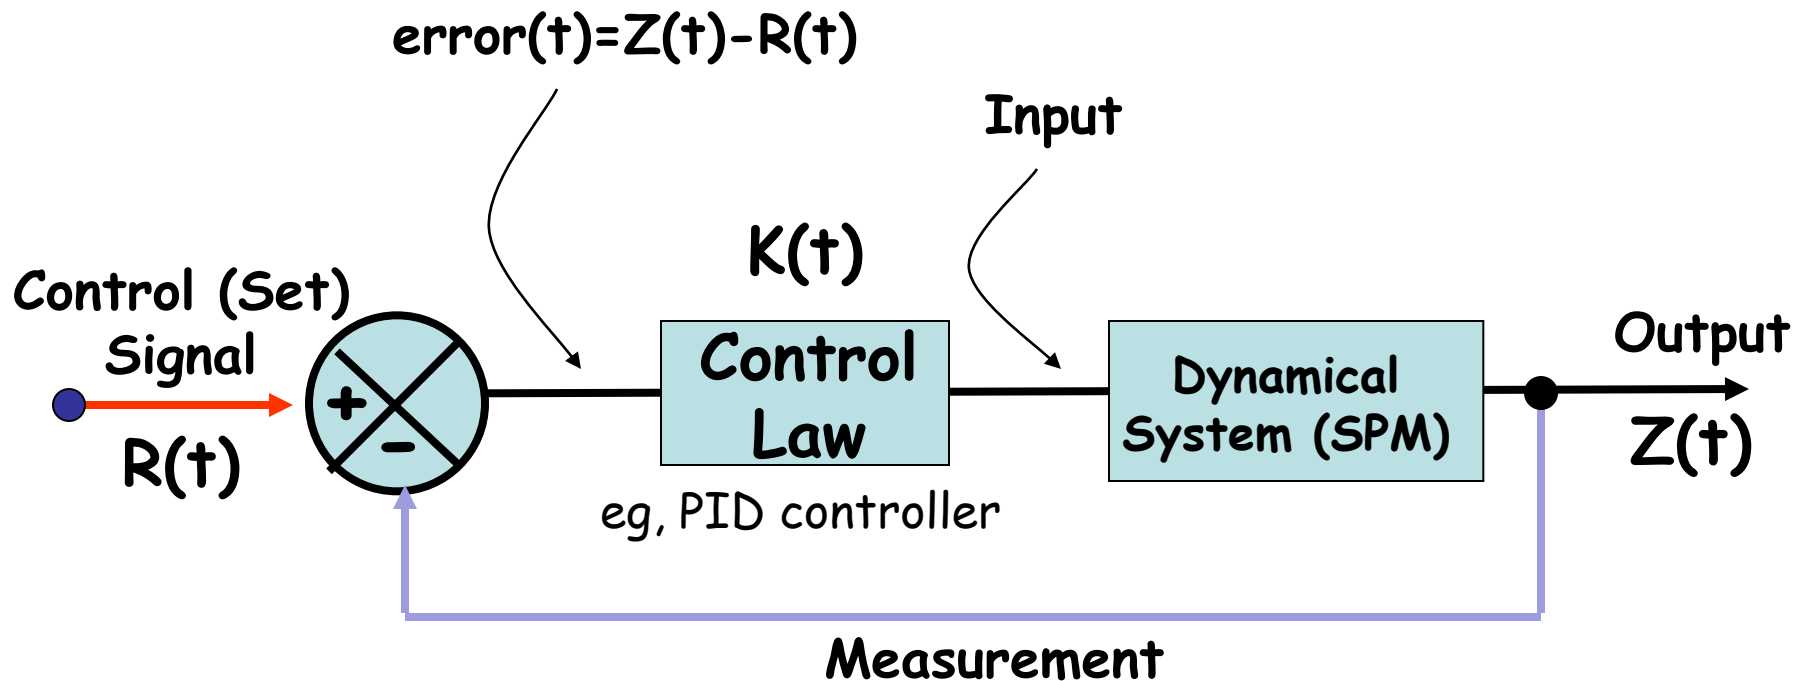 error(t)=Z(t)-R(t)
Input
K(t)
Control (Set)
Signal
R(t)
+
-
Control
Law
eg, PID controller
Dynamical
System (SPM)
Output
Z(t)
Measurement